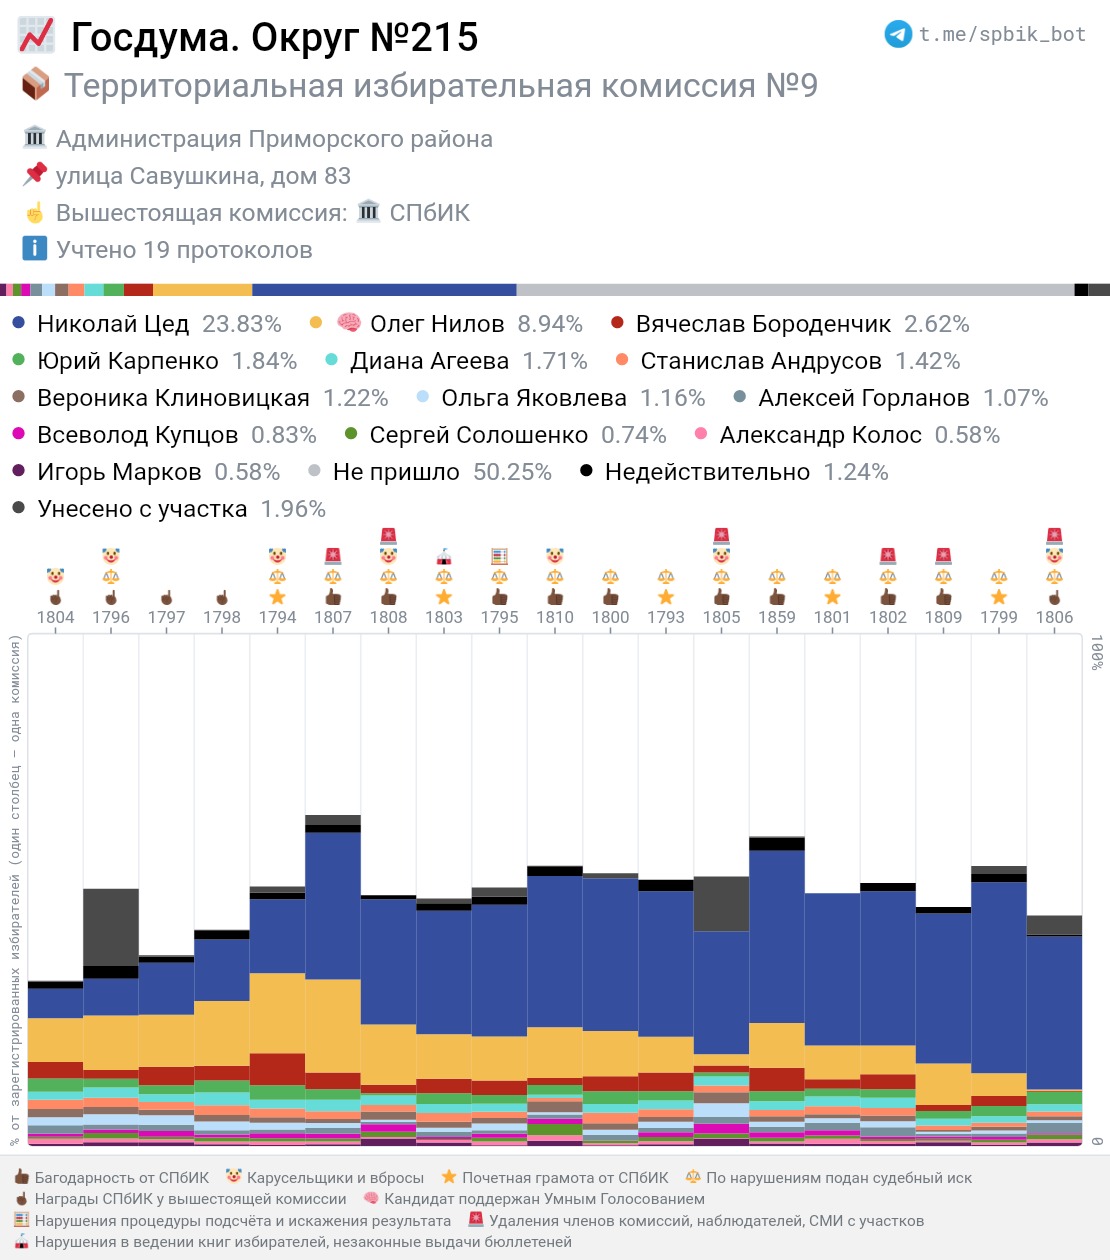 Госдума. Округ №215
t.me/spbik_bot
Территориальная избирательная комиссия №9
Администрация Приморского района
улица Савушкина, дом 83
Вышестоящая комиссия: СПбИК
Учтено 19 протоколов
Николай Цед 23.83% Олег Нилов 8.94% Вячеслав Бороденчик 2.62%
Юрий Карпенко 1.84% Диана Агеева 1.71% Станислав Андрусов 1.42%
Вероника Клиновицкая 1.22% Ольга Яковлева 1.16% Алексей Горланов 1.07%
Всеволод Купцов 0.83% Сергей Солошенко 0.74% Александр Колос 0.58%
Игорь Марков 0.58% Не пришло 50.25% Недействительно 1.24%
Унесено с участка 1.96%
1804 1796 1797 1798 1794 1807 1808 1803 1795 1810 1800 1793 1805 1859 1801 1802 1809 1799 1806
% от зарегистрированных избирателей (один столбец – одна комиссия)
100%
0
Багодарность от СПбИК Карусельщики и вбросы Почетная грамота от СПбИК По нарушениям подан судебный иск
Награды СПбИК у вышестоящей комиссии Кандидат поддержан Умным Голосованием
Нарушения процедуры подсчёта и искажения результата Удаления членов комиссий, наблюдателей, СМИ с участков
Нарушения в ведении книг избирателей, незаконные выдачи бюллетеней